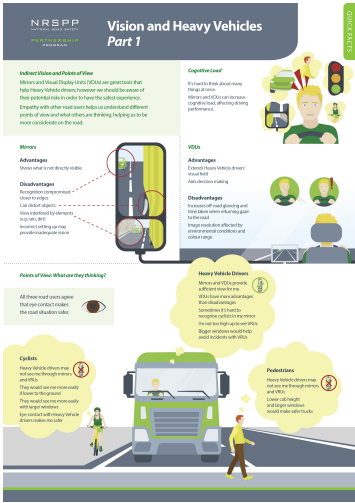 NRSPP
NATIONAL ROAD SAFETY
PARTNERSHIP
PROGRAM
Vision and Heavy Vehicles
Part 1
QUICK FACTS
Indirect Vision and Points of View
Mirrors and Visual Display Units (VDUs) are great tools that
help Heavy Vehicle drivers; however we should be aware of
their potential risks in order to have the safest experience.
Empathy with other road users helps us understand different
points of view and what others are thinking, helping us to be
more considerate on the road.
Cognitive Load
It's hard to think about many
things at once.
Mirrors and VDUs can increase
cognitive load, affecting driving
performance.
Mirrors
Advantages
Shows what is not directly visible
Disadvantages
Recognition compromised
closer to edges
Can distort objects
View interfered by elements
(e.g. rain, dirt)
Incorrect setting up may
provide inadequate vision
VDUs
Advantages
Extends Heavy Vehicle drivers'
visual field
Aids decision making
Disadvantages
Increases off-road glancing and
time taken when returning gaze
to the road
Image resolution affected by
environmental conditions and
colour range
Points of View: What are they thinking?
All three road users agree
that eye contact makes
the road situation safer.
Heavy Vehicle Drivers
Mirrors and VDUs provide
sufficient view for me
VDUs have more advantages
than disadvantages
Sometimes it's hard to
recognise cyclists in my mirror
I'm not too high up to see VRUs
Bigger windows would help
avoid incidents with VRUs
Cyclists
Heavy Vehicle drivers may
not see me through mirrors
and VRUs
They would see me more easily
if lower to the ground
They would see me more easily
with larger windows
Eye contact with Heavy Vehicle
drivers makes me safer
Pedestrians
Heavy Vehicle drivers may
not see me through mirrors
and VDUs
Lower cab height
and larger windows
would make safer trucks